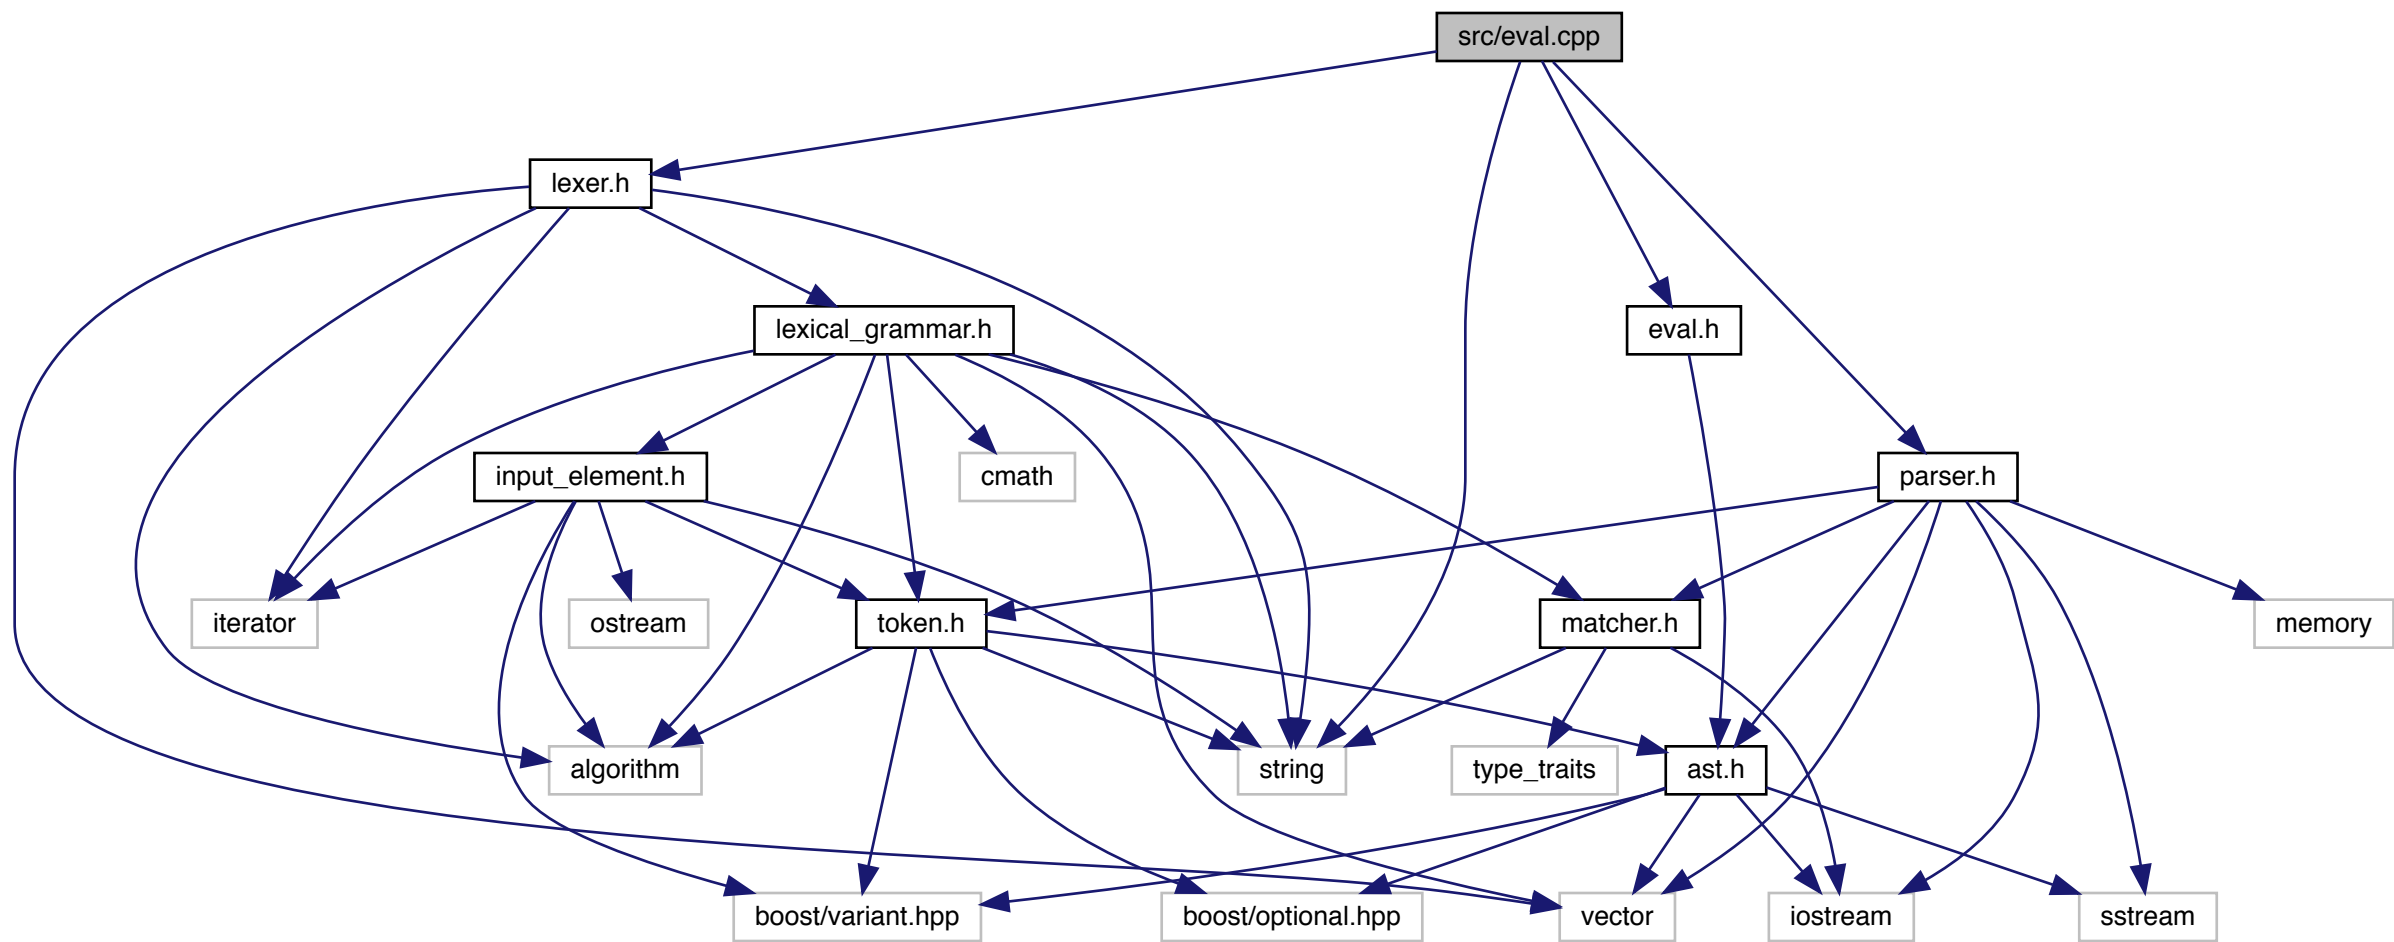 src/eval.cpp
lexer.h
lexical_grammar.h
eval.h
input_element.h
cmath
parser.h
iterator
ostream
token.h
matcher.h
memory
algorithm
string
type_traits
ast.h
boost/variant.hpp
boost/optional.hpp
vector
iostream
sstream